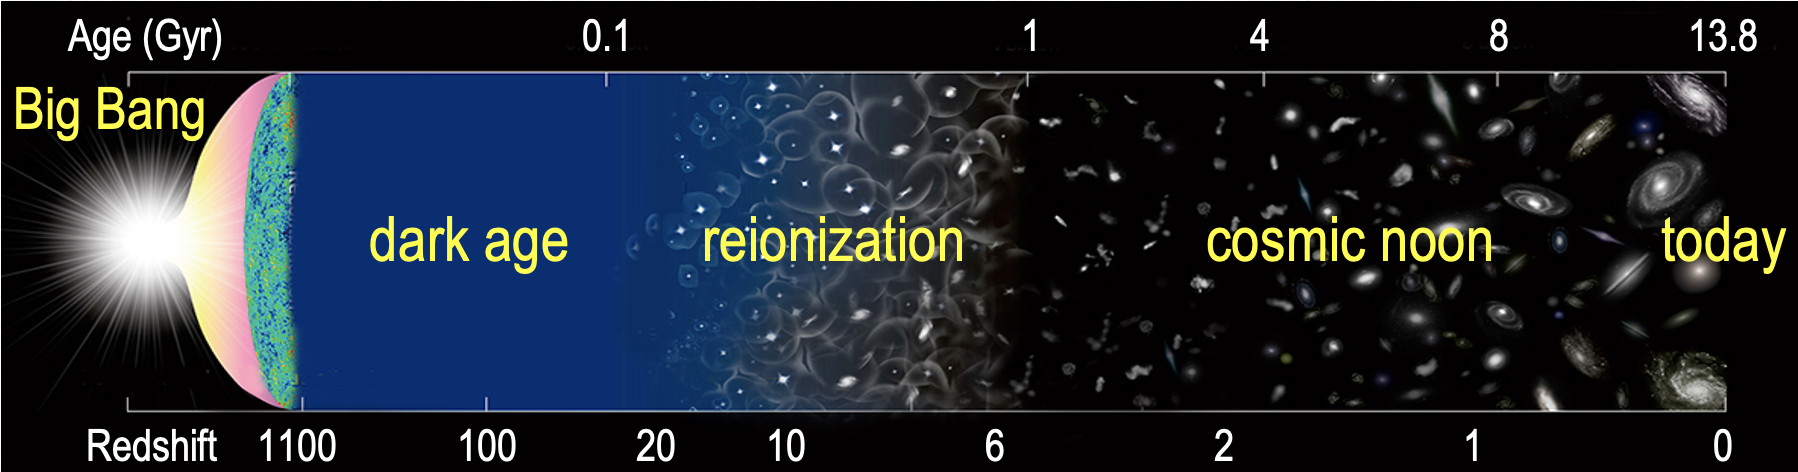 Age (Gyr) 0.1 1 4 8 13.8
Big Bang
dark age reionization cosmic noon today
Redshift 1100 100 20 10 6 2 1 0